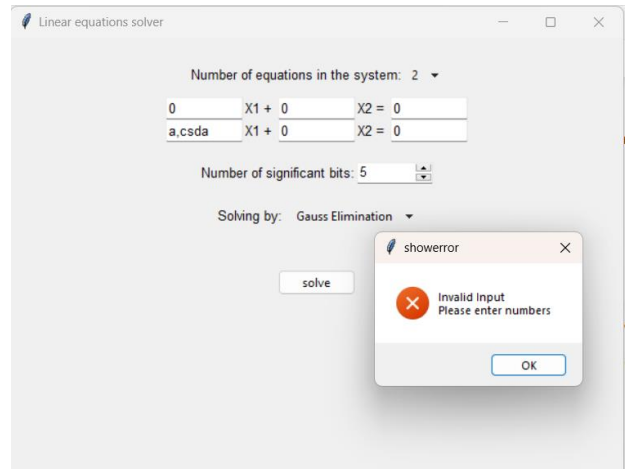 Linear equations solver
Number of equations in the system: 2
0 X1 + 0 X2 = 0
a,csda X1 + 0 X2 = 0
Number of significant bits: 5
Solving by: Gauss Elimination
solve
showerror
Invalid Input
Please enter numbers
OK